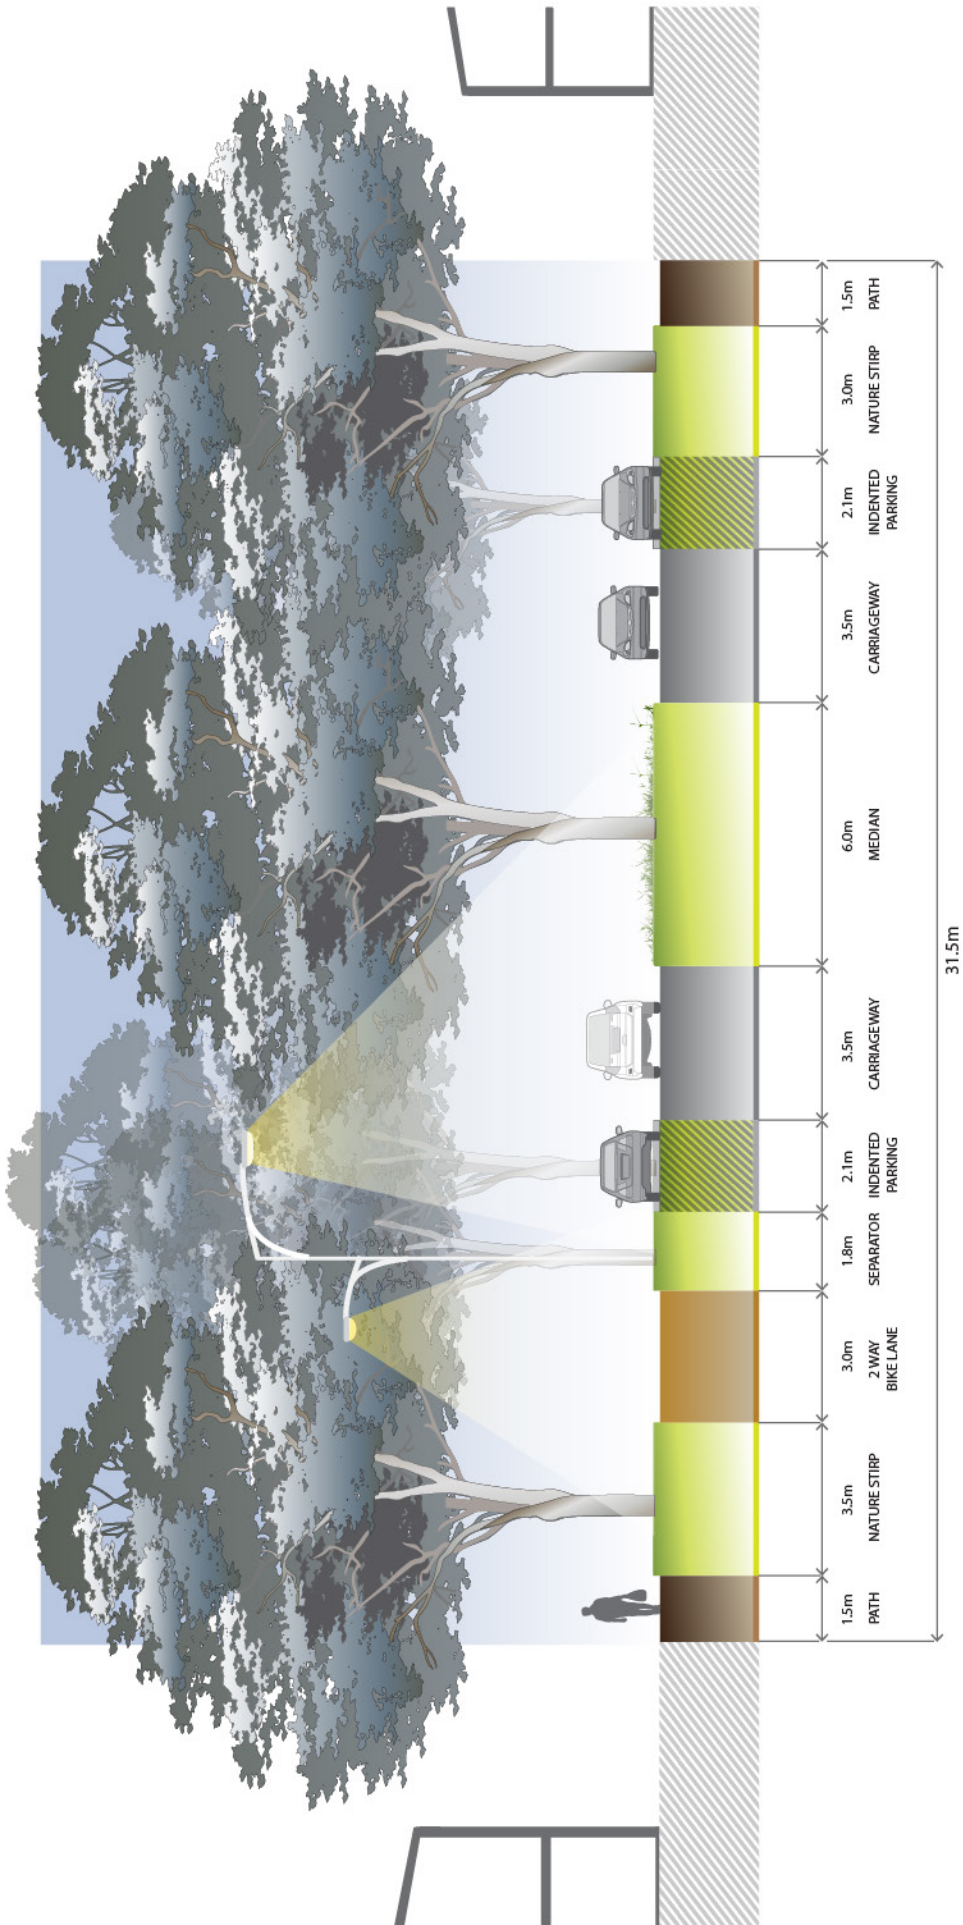 1.5m
PATH
3.5m
NATURE STIRP
3.0m
2 WAY
BIKE LANE
1.8m
SEPARATOR
2.1m
INDENTED
PARKING
3.5m
CARRIAGEWAY
6.0m
MEDIAN
3.5m
CARRIAGEWAY
2.1m
INDENTED
PARKING
3.0m
NATURE STIRP
1.5m
PATH
31.5m